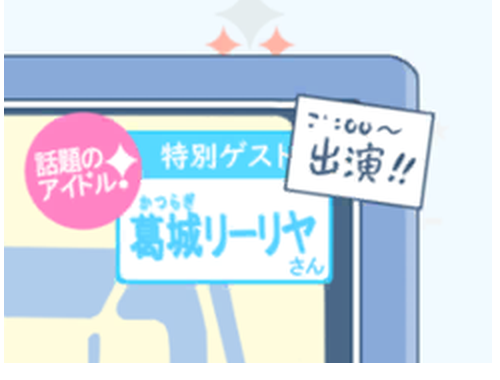 話題の
アイドル!
特別ゲスト
かつらぎ
葛城リーリヤ
さん
:00〜
出演!!